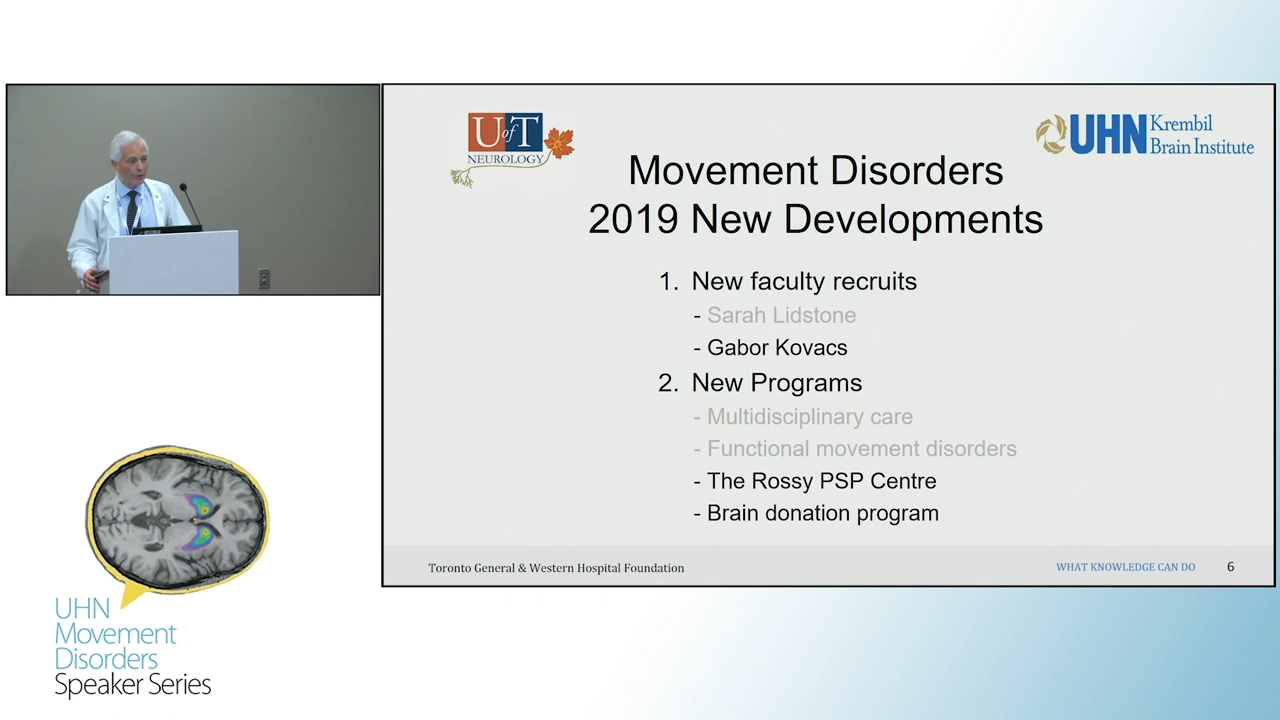 UofT
NEUROLOGY
UHN Krembil
Brain Institute
Movement Disorders
2019 New Developments
1. New faculty recruits
- Sarah Lidstone
- Gabor Kovacs
2. New Programs
- Multidisciplinary care
- Functional movement disorders
- The Rossy PSP Centre
- Brain donation program
Toronto General & Western Hospital Foundation
WHAT KNOWLEDGE CAN DO
6
UHN
Movement
Disorders
Speaker Series